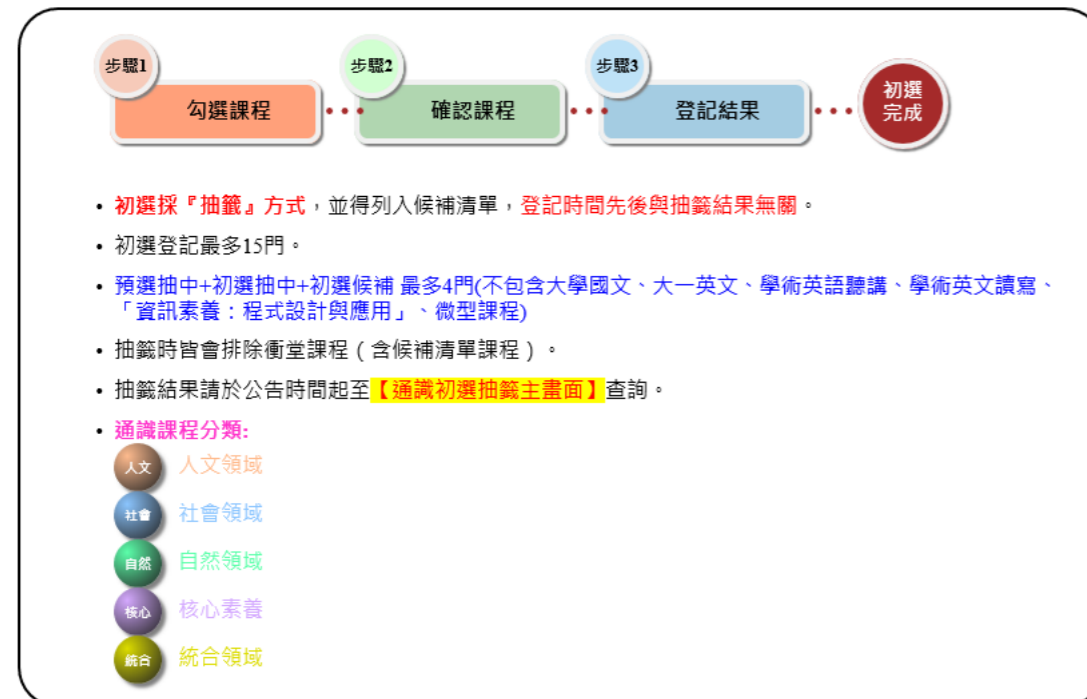 步驟1
步驟2
步驟3
勾選課程
確認課程
登記結果
初選
完成
• 初選採『抽籤』方式，並得列入候補清單，登記時間先後與抽籤結果無關。
• 初選登記最多15門。
• 預選抽中+初選抽中+初選候補 最多4門(不包含大學國文、大一英文、學術英語聽講、學術英文讀寫、
「資訊素養：程式設計與應用」、微型課程)
• 抽籤時皆會排除衝堂課程（含候補清單課程）。
• 抽籤結果請於公告時間起至【通識初選抽籤主畫面】查詢。
• 通識課程分類:
人文 人文領域
社會 社會領域
自然 自然領域
核心 核心素養
統合 統合領域